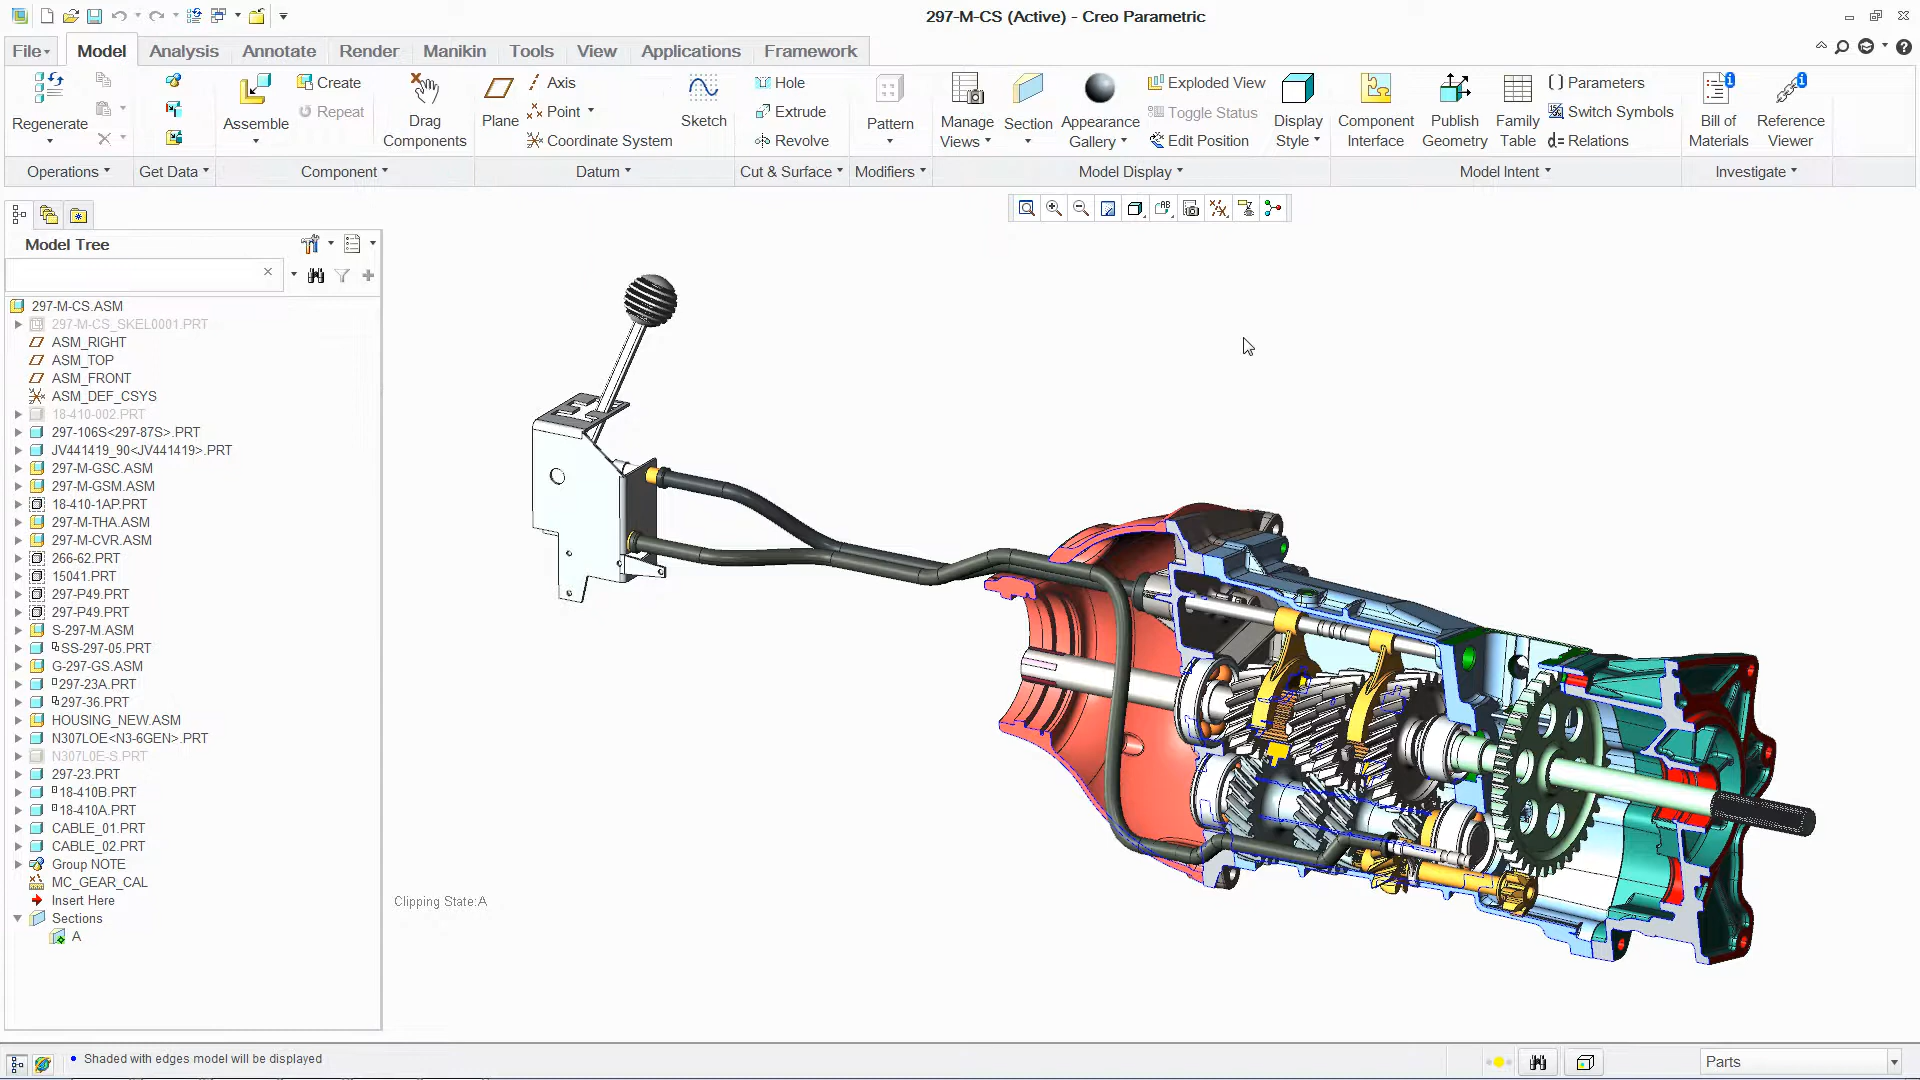 297-M-CS (Active) - Creo Parametric
File Model Analysis Annotate Render Manikin Tools View Applications Framework
Regenerate
Operations
Get Data
Assemble
Create
Repeat
Drag Components
Component
Plane
Axis
Point
Coordinate System
Sketch
Datum
Hole
Extrude
Revolve
Cut & Surface
Pattern
Modifiers
Manage Views
Section
Appearance Gallery
Exploded View
Toggle Status
Edit Position
Display Style
Model Display
Component Interface
Publish Geometry
Family Table
Parameters
Switch Symbols
Relations
Model Intent
Bill of Materials
Reference Viewer
Investigate
Model Tree
297-M-CS.ASM
297-M-CS_SKEL0001.PRT
ASM_RIGHT
ASM_TOP
ASM_FRONT
ASM_DEF_CSYS
18-410-002.PRT
297-106S<297-87S>.PRT
JV441419_90<JV441419>.PRT
297-M-GSC.ASM
297-M-GSM.ASM
18-410-1AP.PRT
297-M-THA.ASM
297-M-CVR.ASM
266-62.PRT
15041.PRT
297-P49.PRT
297-P49.PRT
S-297-M.ASM
SS-297-05.PRT
G-297-GS.ASM
297-23A.PRT
297-36.PRT
HOUSING_NEW.ASM
N307LOE<N3-6GEN>.PRT
N307L0E-S.PRT
297-23.PRT
18-410B.PRT
18-410A.PRT
CABLE_01.PRT
CABLE_02.PRT
Group NOTE
MC_GEAR_CAL
Insert Here
Sections
A
Clipping State:A
Shaded with edges model will be displayed
Parts